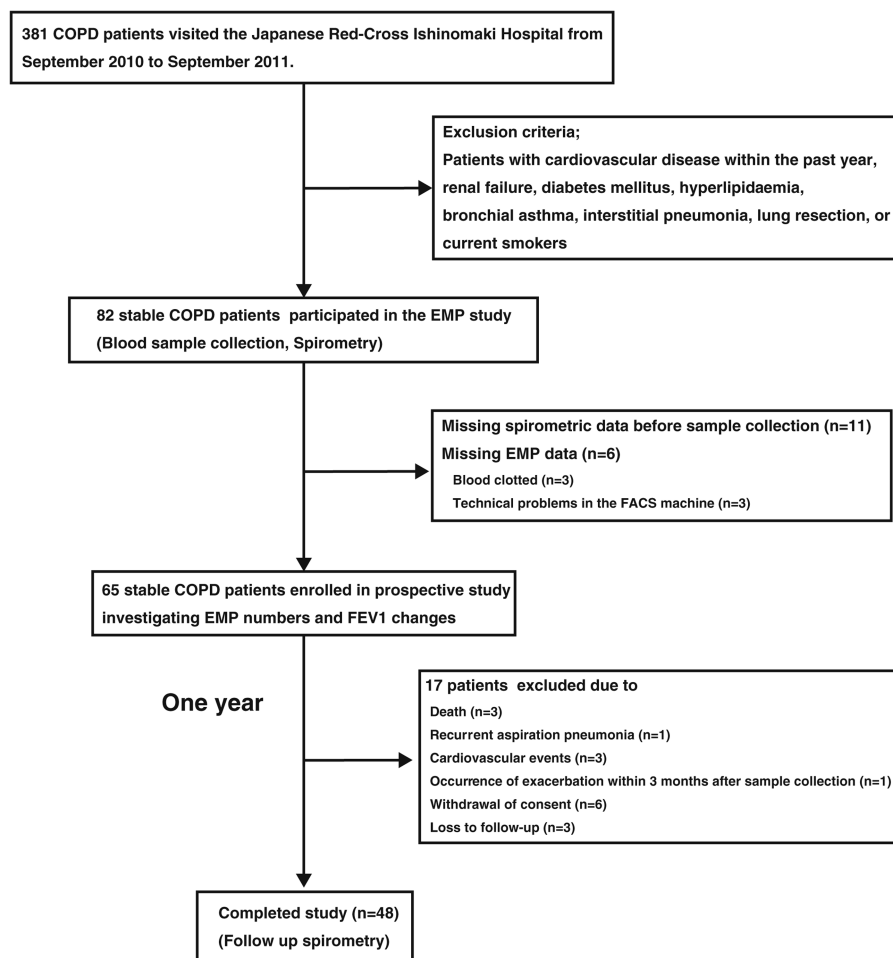 381 COPD patients visited the Japanese Red-Cross Ishinomaki Hospital from
September 2010 to September 2011.
Exclusion criteria;
Patients with cardiovascular disease within the past year,
renal failure, diabetes mellitus, hyperlipidaemia,
bronchial asthma, interstitial pneumonia, lung resection, or
current smokers
82 stable COPD patients participated in the EMP study
(Blood sample collection, Spirometry)
Missing spirometric data before sample collection (n=11)
Missing EMP data (n=6)
Blood clotted (n=3)
Technical problems in the FACS machine (n=3)
65 stable COPD patients enrolled in prospective study
investigating EMP numbers and FEV1 changes
One year
17 patients excluded due to
Death (n=3)
Recurrent aspiration pneumonia (n=1)
Cardiovascular events (n=3)
Occurrence of exacerbation within 3 months after sample collection (n=1)
Withdrawal of consent (n=6)
Loss to follow-up (n=3)
Completed study (n=48)
(Follow up spirometry)